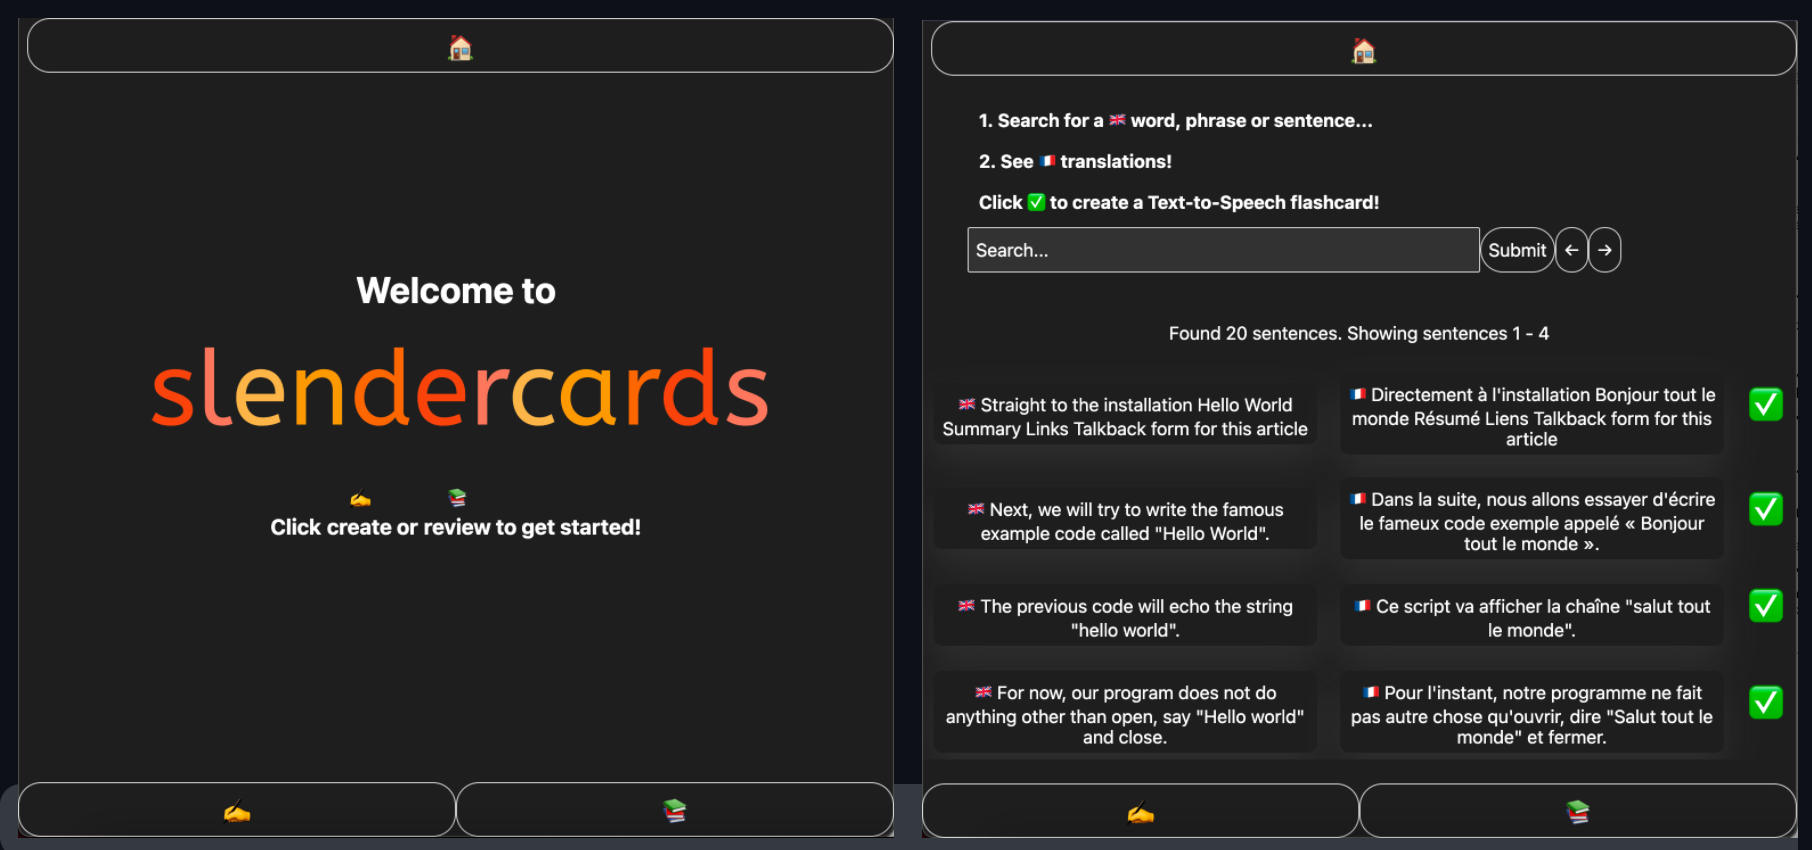 🏠
Welcome to
slendercards
✍️ 📚
Click create or review to get started!
✍️ 📚
🏠
1. Search for a 🇬🇧 word, phrase or sentence...
2. See 🇫🇷 translations!
Click ✅ to create a Text-to-Speech flashcard!
Search... Submit ← →
Found 20 sentences. Showing sentences 1 - 4
🇬🇧 Straight to the installation Hello World
Summary Links Talkback form for this article
🇫🇷 Directement à l'installation Bonjour tout le
monde Résumé Liens Talkback form for this
article
✅
🇬🇧 Next, we will try to write the famous
example code called "Hello World".
🇫🇷 Dans la suite, nous allons essayer d'écrire
le fameux code exemple appelé « Bonjour
tout le monde ».
✅
🇬🇧 The previous code will echo the string
"hello world".
🇫🇷 Ce script va afficher la chaîne "salut tout
le monde".
✅
🇬🇧 For now, our program does not do
anything other than open, say "Hello world"
and close.
🇫🇷 Pour l'instant, notre programme ne fait
pas autre chose qu'ouvrir, dire "Salut tout le
monde" et fermer.
✅
✍️ 📚